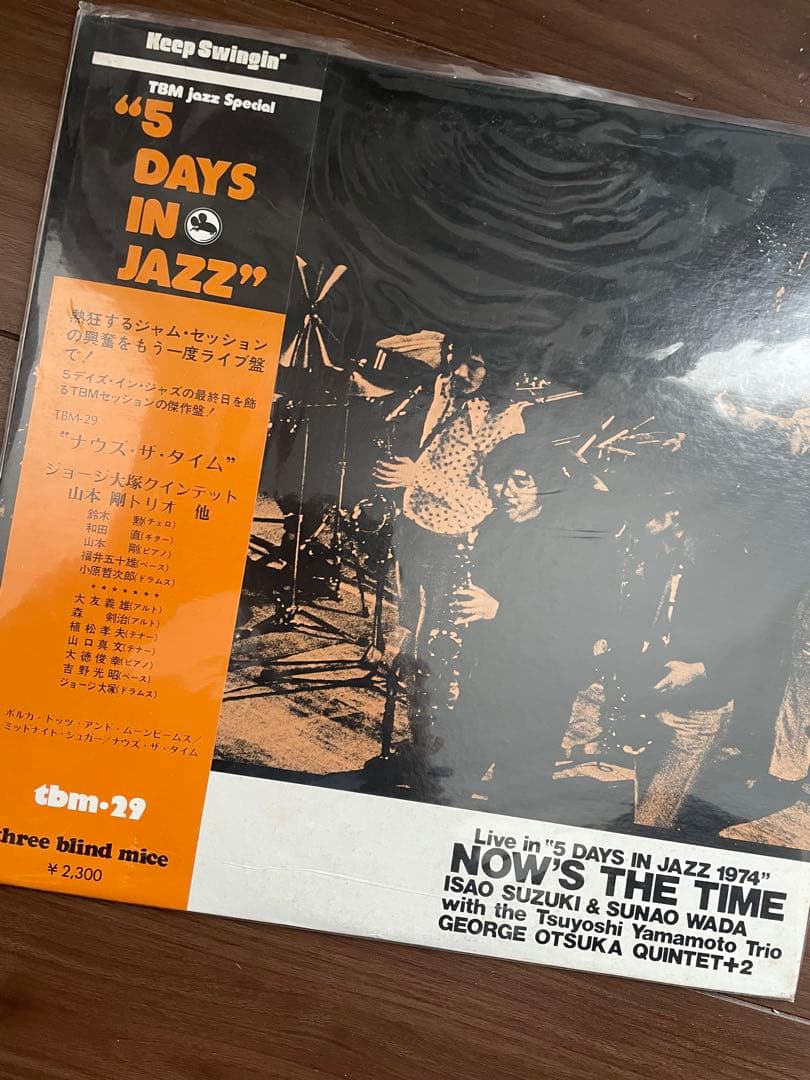 Keep Swingin'
TBM jazz Special
“5
DAYS
IN
JAZZ”
熱狂するジャム・セッション
の興奮をもう一度ライブ盤
で！
5デイズ・イン・ジャズの最終日を飾
るTBMセッションの傑作盤！
TBM-29
“ナウズ・ザ・タイム”
ジョージ大塚クインテット
山本 剛トリオ 他
鈴木 勲(チェロ)
和田 直(ギター)
山本 剛(ピアノ)
福井五十雄(ベース)
小原哲次郎(ドラムス)
★★★★★★★
大友義雄(アルト)
森 剣治(アルト)
植松孝夫(テナー)
山口真文(テナー)
大徳俊幸(ピアノ)
吉野光昭(ベース)
ジョージ大塚(ドラムス)
ポルカ・ドッツ・アンド・ムーンビームス/
ミッドナイト・シュガー/ナウズ・ザ・タイム
tbm・29
three blind mice
¥2,300
Live in "5 DAYS IN JAZZ 1974"
NOW'S THE TIME
ISAO SUZUKI & SUNAO WADA
with the Tsuyoshi Yamamoto Trio
GEORGE OTSUKA QUINTET+2